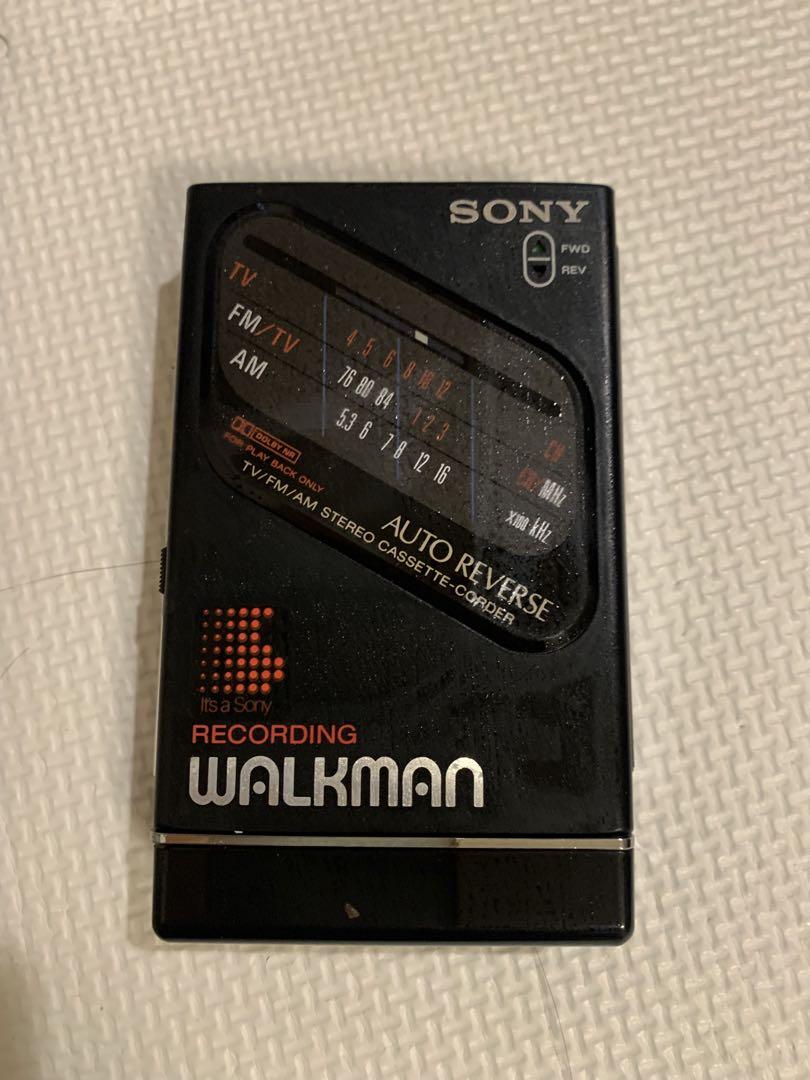 SONY
FWD
REV
TV
4 5 6 8 10 12
CH
FM/TV
76 80 84 1 2 3
CH MHz
AM
5.3 6 7 8 12 16
x100 kHz
DOLBY NR
FOR PLAY BACK ONLY
TV/FM/AM STEREO CASSETTE-CORDER
AUTO REVERSE
It's a Sony
RECORDING
WALKMAN